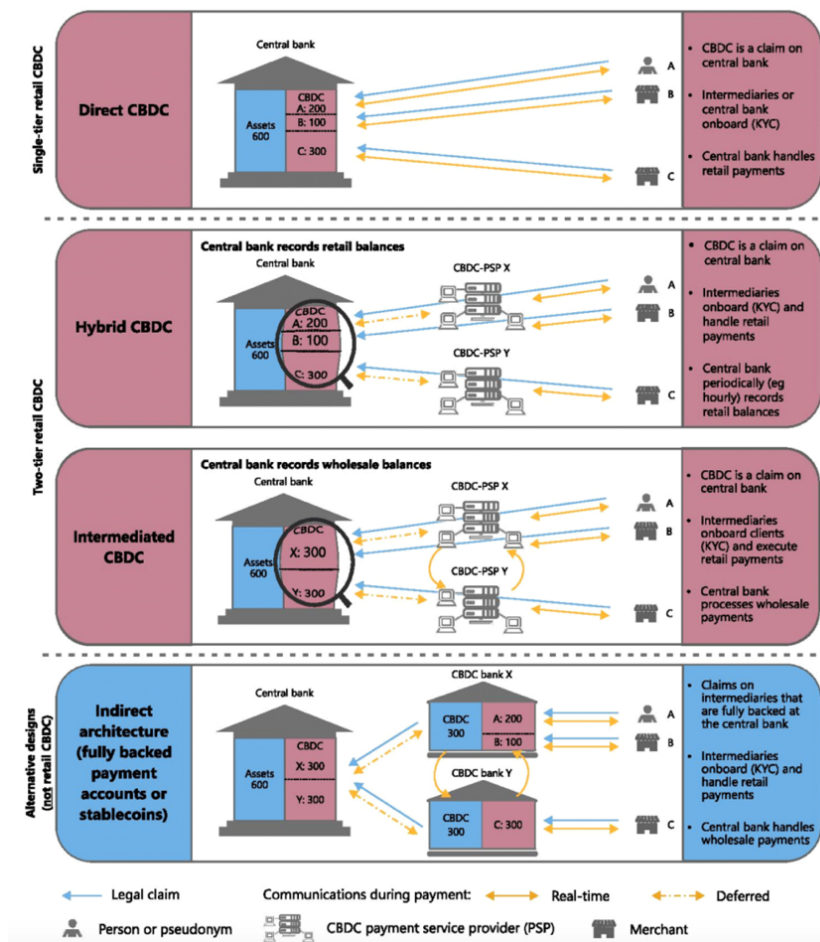 Single-tier retail CBDC
Direct CBDC
Central bank
Assets
600
CBDC
A: 200
B: 100
C: 300
A
B
C
• CBDC is a claim on
central bank
• Intermediaries or
central bank
onboard (KYC)
• Central bank handles
retail payments
Two-tier retail CBDC
Hybrid CBDC
Central bank records retail balances
Central bank
Assets
600
CBDC
A: 200
B: 100
C: 300
CBDC-PSP X
CBDC-PSP Y
A
B
C
• CBDC is a claim on
central bank
• Intermediaries
onboard (KYC) and
handle retail
payments
• Central bank
periodically (eg
hourly) records
retail balances
Intermediated
CBDC
Central bank records wholesale balances
Central bank
Assets
600
CBDC
X: 300
Y: 300
CBDC-PSP X
CBDC-PSP Y
A
B
C
• CBDC is a claim on
central bank
• Intermediaries
onboard clients
(KYC) and execute
retail payments
• Central bank
processes wholesale
payments
Alternative designs
(not retail CBDC)
Indirect
architecture
(fully backed
payment
accounts or
stablecoins)
Central bank
Assets
600
CBDC
X: 300
Y: 300
CBDC bank X
CBDC
300
A: 200
B: 100
CBDC bank Y
CBDC
300
C: 300
A
B
C
• Claims on
intermediaries that
are fully backed at
the central bank
• Intermediaries
onboard (KYC) and
handle retail
payments
• Central bank handles
wholesale payments
Legal claim
Communications during payment:
Real-time
Deferred
Person or pseudonym
CBDC payment service provider (PSP)
Merchant